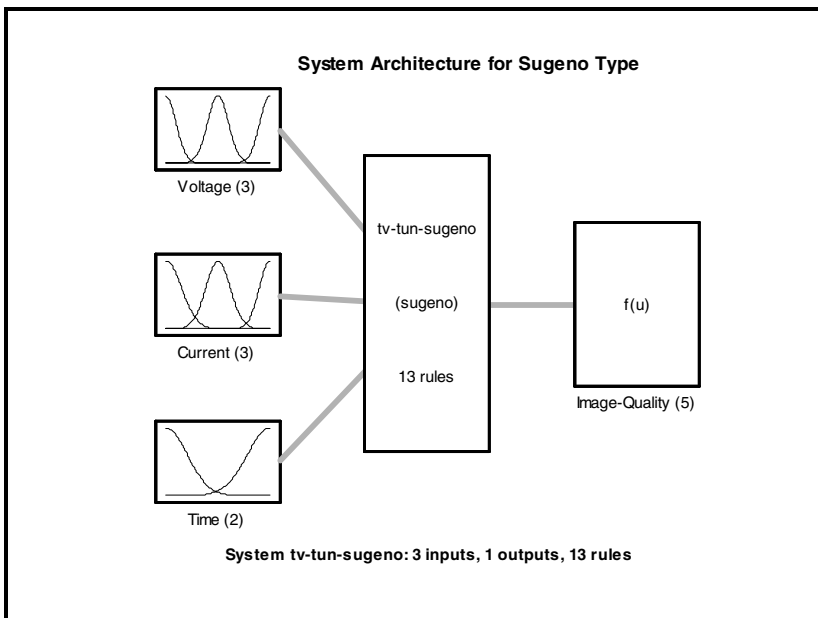 System Architecture for Sugeno Type
Voltage (3)
tv-tun-sugeno
(sugeno)
13 rules
f(u)
Current (3)
Image-Quality (5)
Time (2)
System tv-tun-sugeno: 3 inputs, 1 outputs, 13 rules